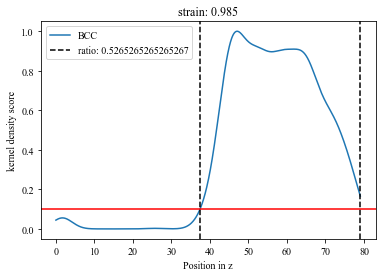 strain: 0.985
BCC
ratio: 0.5265265265265267
kernel density score
1.0
0.8
0.6
0.4
0.2
0.0
0 10 20 30 40 50 60 70 80
Position in z